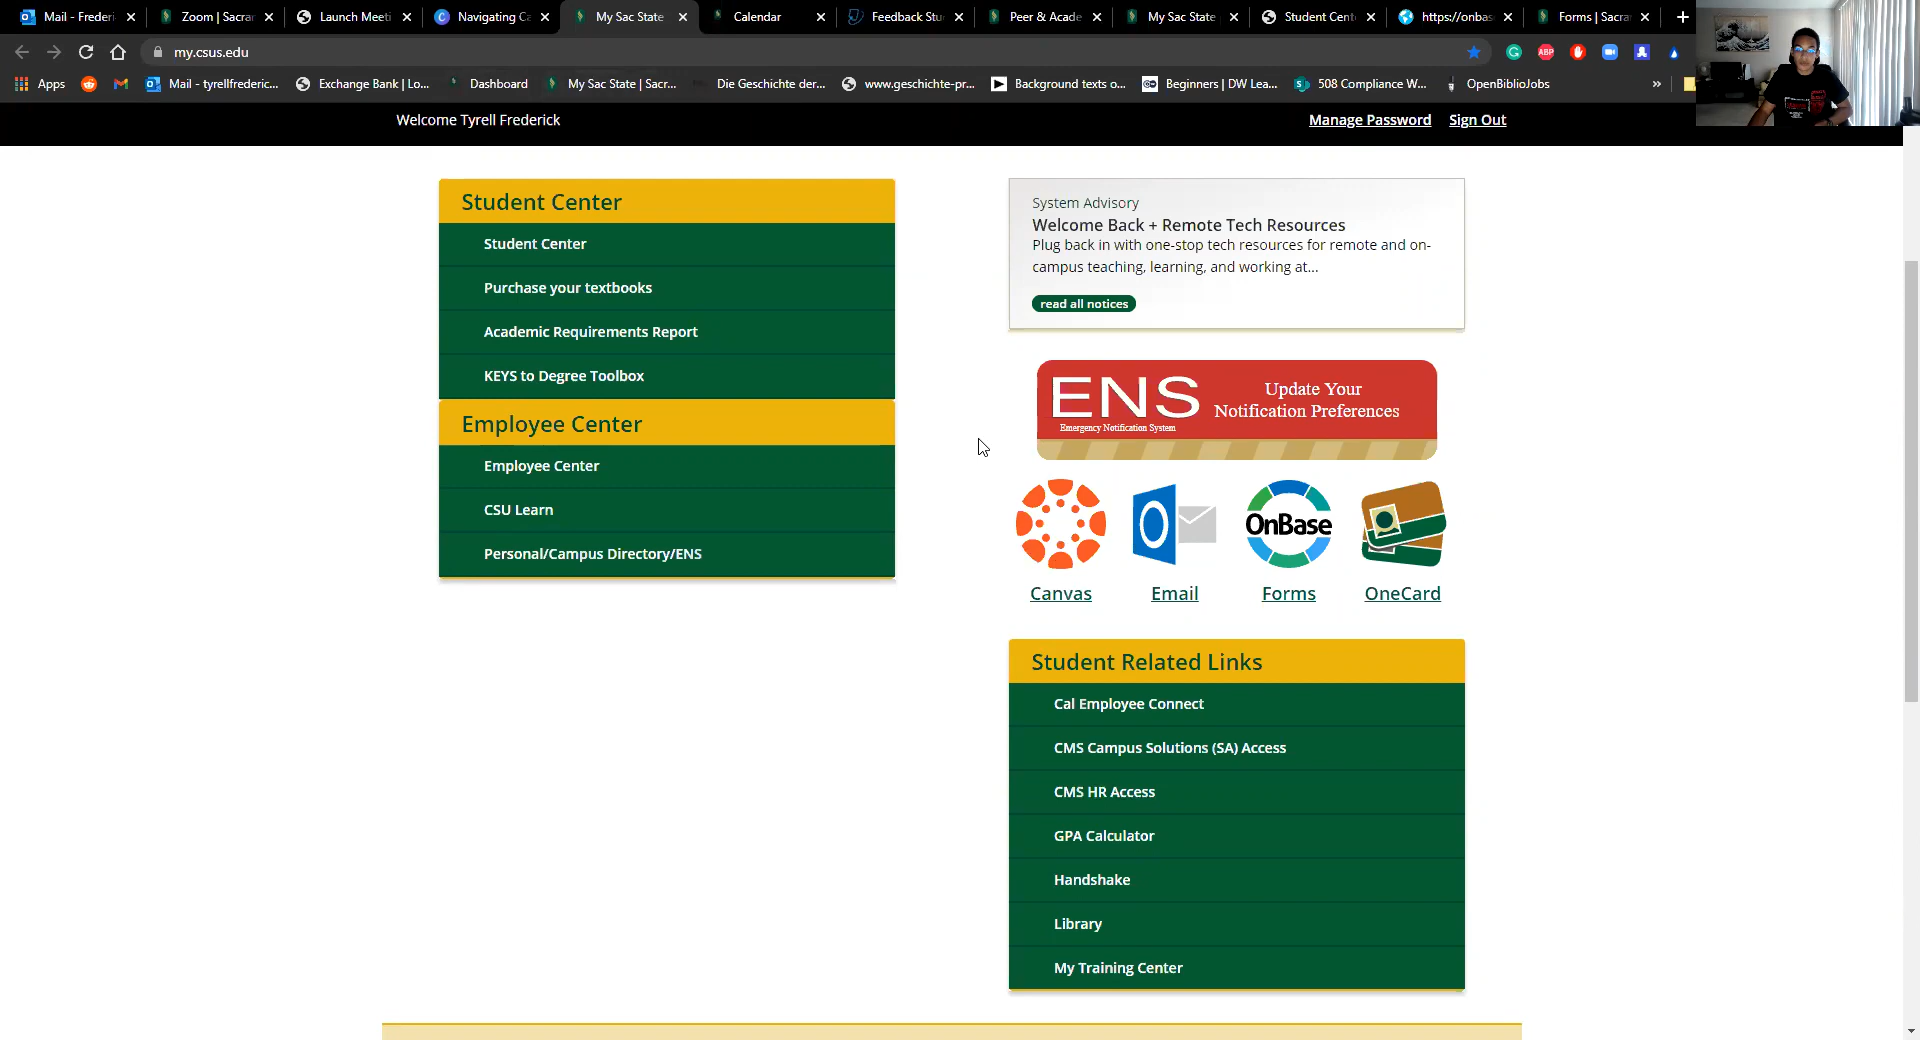 Mail - Frederi
Zoom | Sacrar
Launch Meeti
Navigating Ca
My Sac State
Calendar
Feedback Stu
Peer & Acade
My Sac State
Student Cent
https://onbas
Forms | Sacra
my.csus.edu
Apps
Mail - tyrellfrederic...
Exchange Bank | Lo...
Dashboard
My Sac State | Sacr...
Die Geschichte der...
www.geschichte-pr...
Background texts o...
Beginners | DW Lea...
508 Compliance W...
OpenBiblioJobs
»
Welcome Tyrell Frederick
Manage Password
Sign Out
Student Center
Student Center
Purchase your textbooks
Academic Requirements Report
KEYS to Degree Toolbox
Employee Center
Employee Center
CSU Learn
Personal/Campus Directory/ENS
System Advisory
Welcome Back + Remote Tech Resources
Plug back in with one-stop tech resources for remote and on-
campus teaching, learning, and working at...
read all notices
ENS
Emergency Notification System
Update Your
Notification Preferences
OnBase
Canvas
Email
Forms
OneCard
Student Related Links
Cal Employee Connect
CMS Campus Solutions (SA) Access
CMS HR Access
GPA Calculator
Handshake
Library
My Training Center